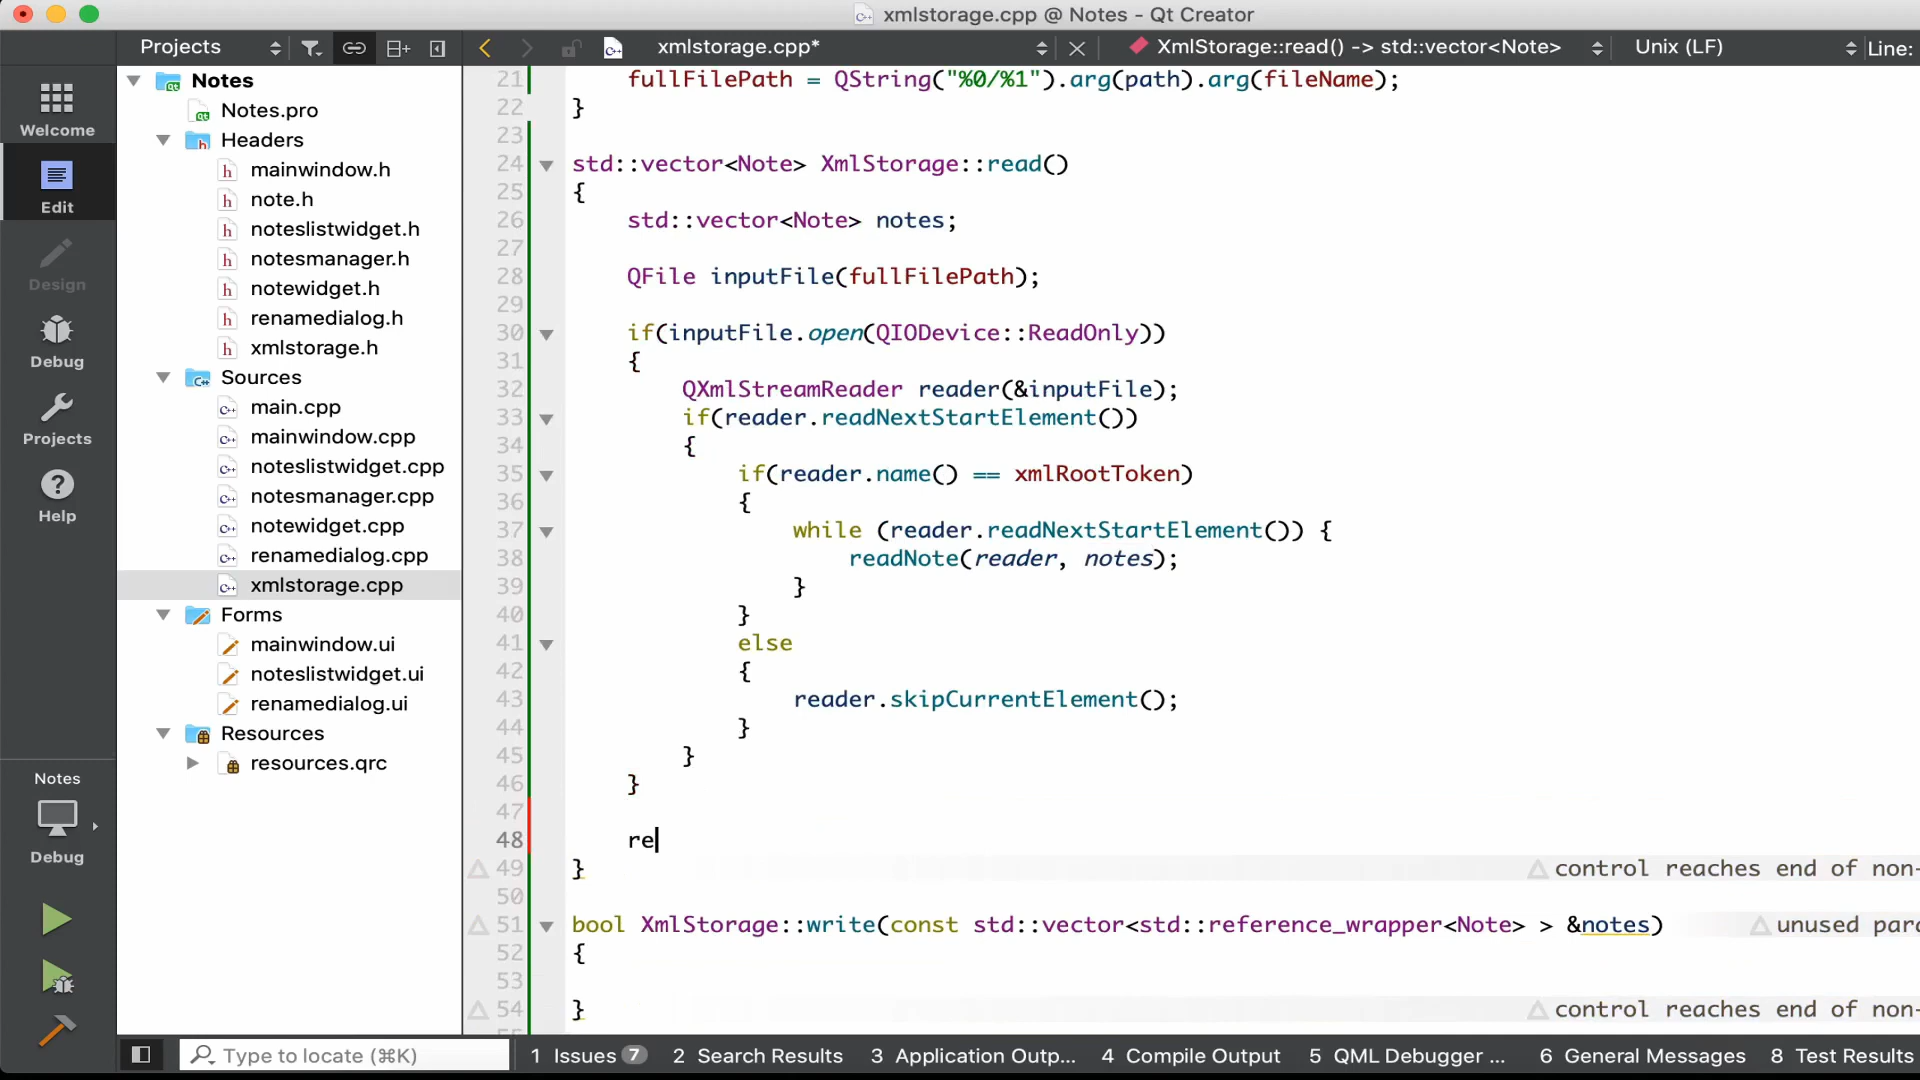 xmlstorage.cpp @ Notes - Qt Creator
Projects
xmlstorage.cpp*
XmlStorage::read() -> std::vector<Note>
Unix (LF)
Line:
Welcome
Edit
Design
Debug
Projects
Help
Notes
Debug
Notes
Notes.pro
Headers
mainwindow.h
note.h
noteslistwidget.h
notesmanager.h
notewidget.h
renamedialog.h
xmlstorage.h
Sources
main.cpp
mainwindow.cpp
noteslistwidget.cpp
notesmanager.cpp
notewidget.cpp
renamedialog.cpp
xmlstorage.cpp
Forms
mainwindow.ui
noteslistwidget.ui
renamedialog.ui
Resources
resources.qrc
21 fullFilePath = QString("%0/%1").arg(path).arg(fileName);
22 }
23
24 std::vector<Note> XmlStorage::read()
25 {
26 std::vector<Note> notes;
27
28 QFile inputFile(fullFilePath);
29
30 if(inputFile.open(QIODevice::ReadOnly))
31 {
32 QXmlStreamReader reader(&inputFile);
33 if(reader.readNextStartElement())
34 {
35 if(reader.name() == xmlRootToken)
36 {
37 while (reader.readNextStartElement()) {
38 readNote(reader, notes);
39 }
40 }
41 else
42 {
43 reader.skipCurrentElement();
44 }
45 }
46 }
47
48 re
49 } control reaches end of non-
50
51 bool XmlStorage::write(const std::vector<std::reference_wrapper<Note> > &notes) unused para
52 {
53
54 } control reaches end of non-
Type to locate (⌘K)
1 Issues 7
2 Search Results
3 Application Outp...
4 Compile Output
5 QML Debugger ...
6 General Messages
8 Test Results